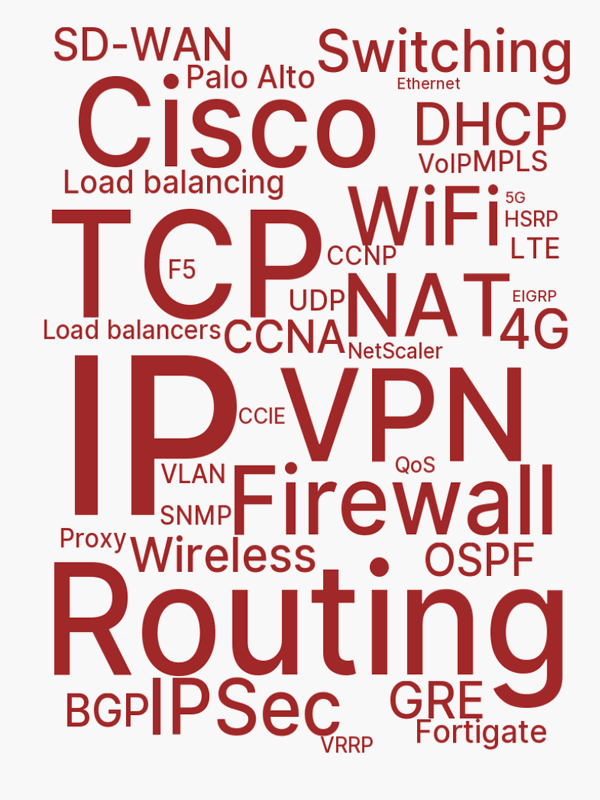 SD-WAN
Switching
Palo Alto
Ethernet
Cisco
DHCP
VoIP
MPLS
Load balancing
WiFi
5G
HSRP
TCP
LTE
CCNP
F5
UDP
NAT
EIGRP
4G
Load balancers
CCNA
NetScaler
IP
CCIE
VPN
QoS
VLAN
Firewall
SNMP
Proxy
Wireless
OSPF
Routing
BGP
IPSec
GRE
Fortigate
VRRP